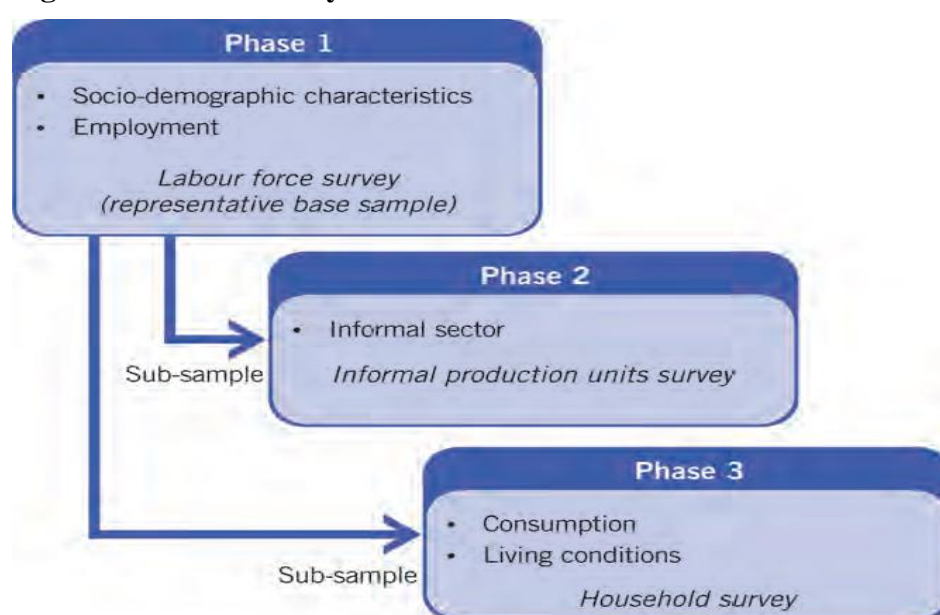 Phase 1
• Socio-demographic characteristics
• Employment
Labour force survey
(representative base sample)
Phase 2
• Informal sector
Sub-sample
Informal production units survey
Phase 3
• Consumption
• Living conditions
Sub-sample
Household survey